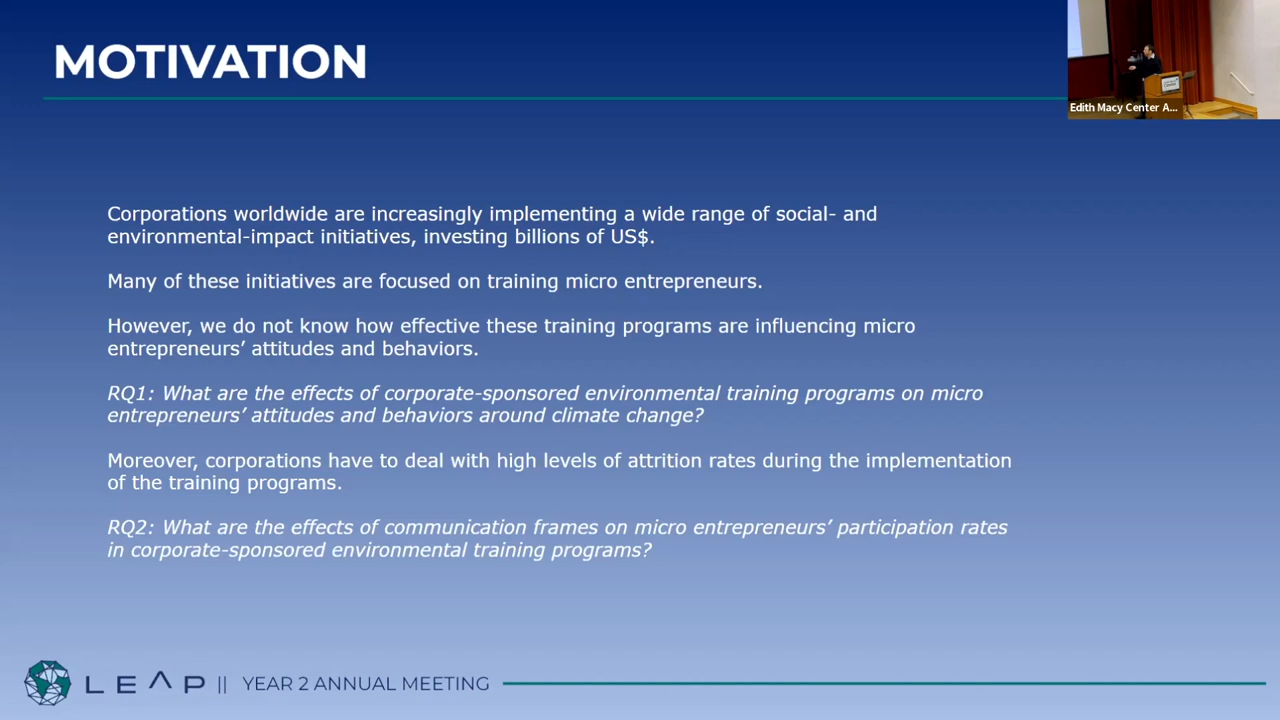 MOTIVATION
Edith Macy Center A...
Corporations worldwide are increasingly implementing a wide range of social- and
environmental-impact initiatives, investing billions of US$.
Many of these initiatives are focused on training micro entrepreneurs.
However, we do not know how effective these training programs are influencing micro
entrepreneurs’ attitudes and behaviors.
RQ1: What are the effects of corporate-sponsored environmental training programs on micro
entrepreneurs’ attitudes and behaviors around climate change?
Moreover, corporations have to deal with high levels of attrition rates during the implementation
of the training programs.
RQ2: What are the effects of communication frames on micro entrepreneurs’ participation rates
in corporate-sponsored environmental training programs?
LEAP || YEAR 2 ANNUAL MEETING